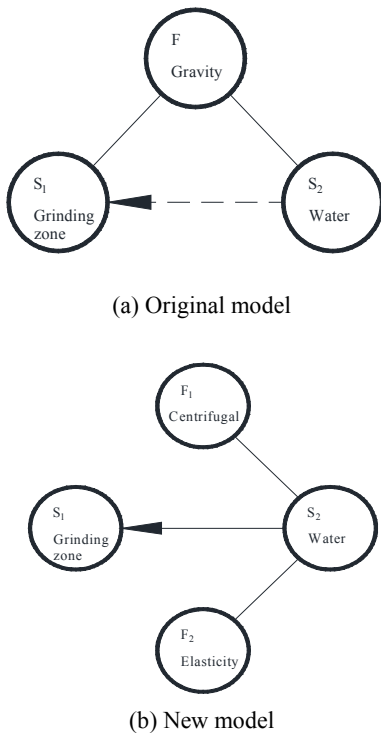 F
Gravity
S₁
Grinding
zone
S₂
Water
(a) Original model
F₁
Centrifugal
S₁
Grinding
zone
S₂
Water
F₂
Elasticity
(b) New model